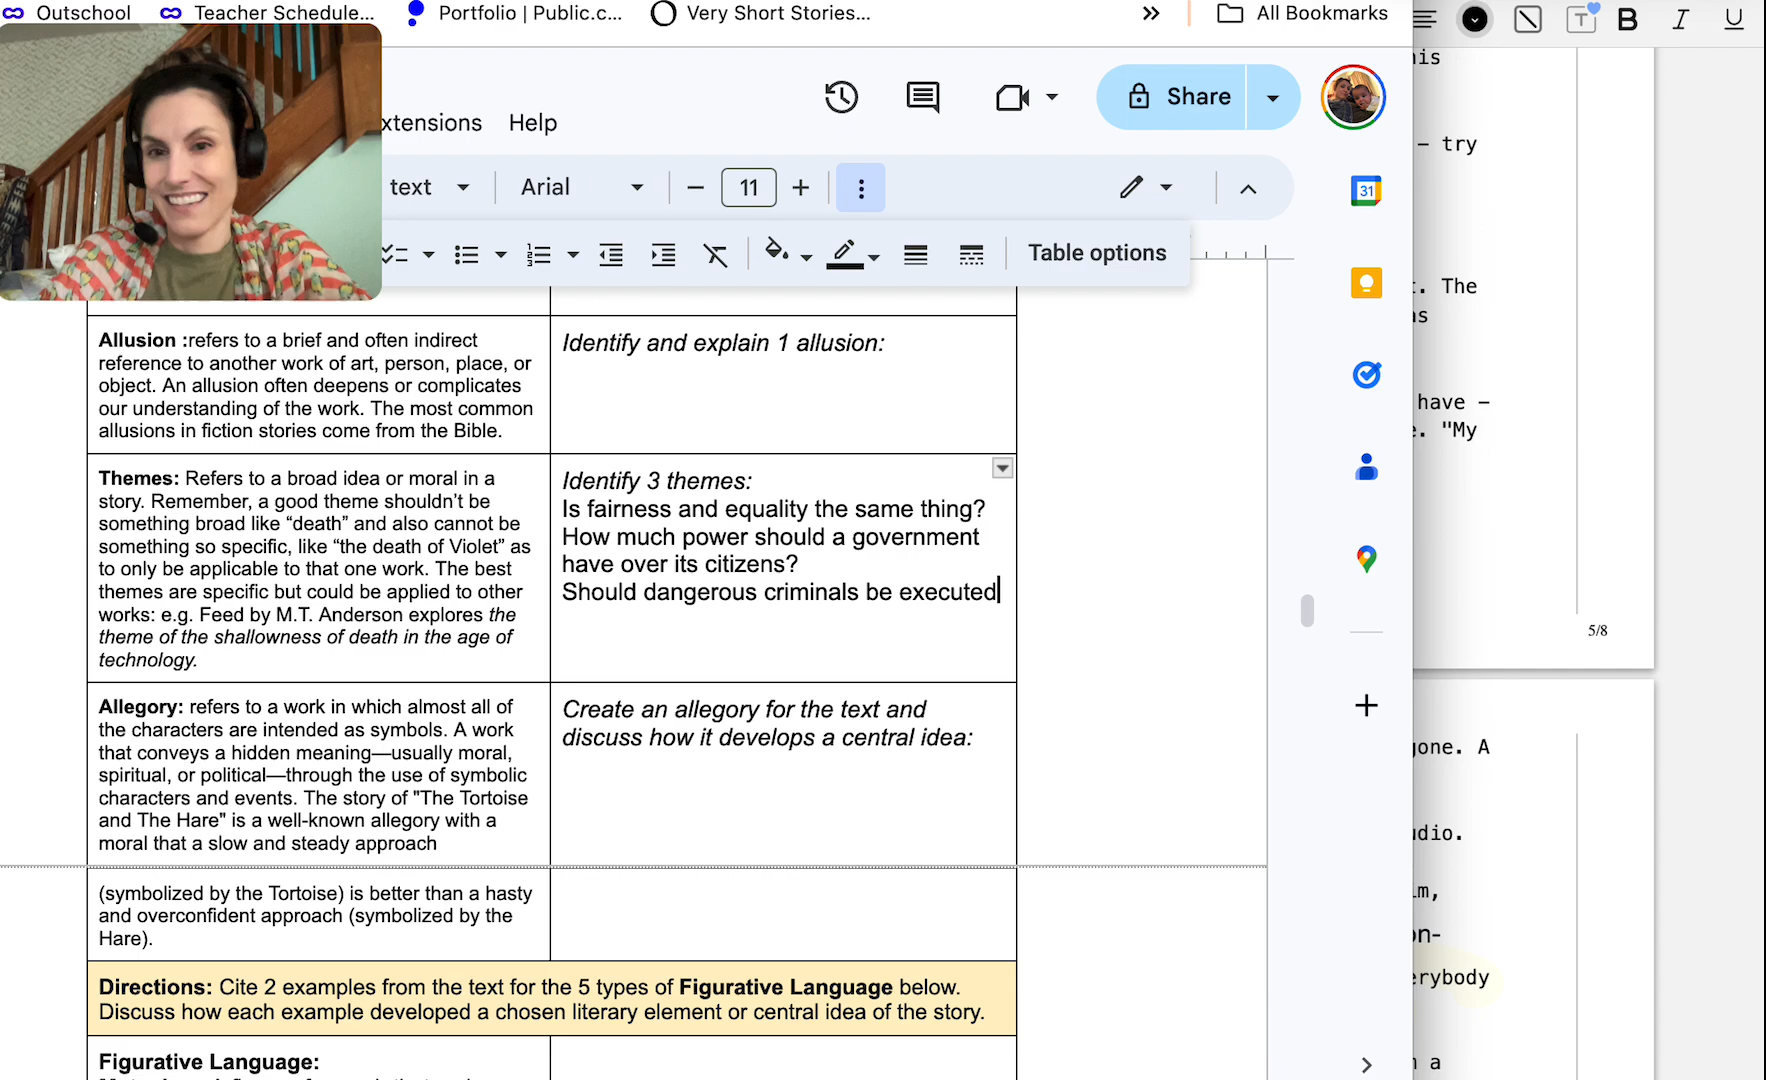 Outschool
Teacher Schedule...
Portfolio | Public.c...
Very Short Stories...
All Bookmarks
xtensions Help
Share
text
Arial
11
Table options
31
Allusion :refers to a brief and often indirect
reference to another work of art, person, place, or
object. An allusion often deepens or complicates
our understanding of the work. The most common
allusions in fiction stories come from the Bible.
Identify and explain 1 allusion:
Themes: Refers to a broad idea or moral in a
story. Remember, a good theme shouldn't be
something broad like “death” and also cannot be
something so specific, like “the death of Violet” as
to only be applicable to that one work. The best
themes are specific but could be applied to other
works: e.g. Feed by M.T. Anderson explores the
theme of the shallowness of death in the age of
technology.
Identify 3 themes:
Is fairness and equality the same thing?
How much power should a government
have over its citizens?
Should dangerous criminals be executed
Allegory: refers to a work in which almost all of
the characters are intended as symbols. A work
that conveys a hidden meaning—usually moral,
spiritual, or political—through the use of symbolic
characters and events. The story of "The Tortoise
and The Hare" is a well-known allegory with a
moral that a slow and steady approach
Create an allegory for the text and
discuss how it develops a central idea:
(symbolized by the Tortoise) is better than a hasty
and overconfident approach (symbolized by the
Hare).
Directions: Cite 2 examples from the text for the 5 types of Figurative Language below.
Discuss how each example developed a chosen literary element or central idea of the story.
Figurative Language:
B I U
– try
. The
have –
. "My
5/8
gone. A
udio.
erybody
a